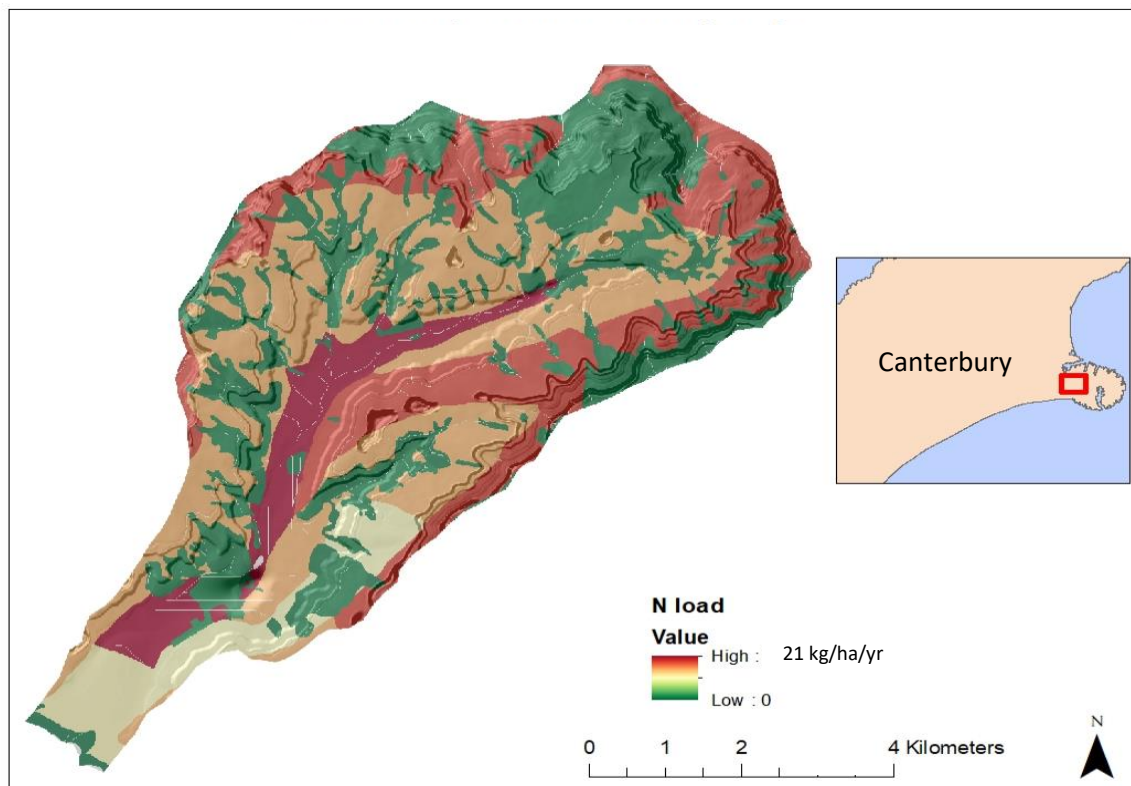 Canterbury
N load
Value
High : 21 kg/ha/yr
Low : 0
0 1 2 4 Kilometers
N